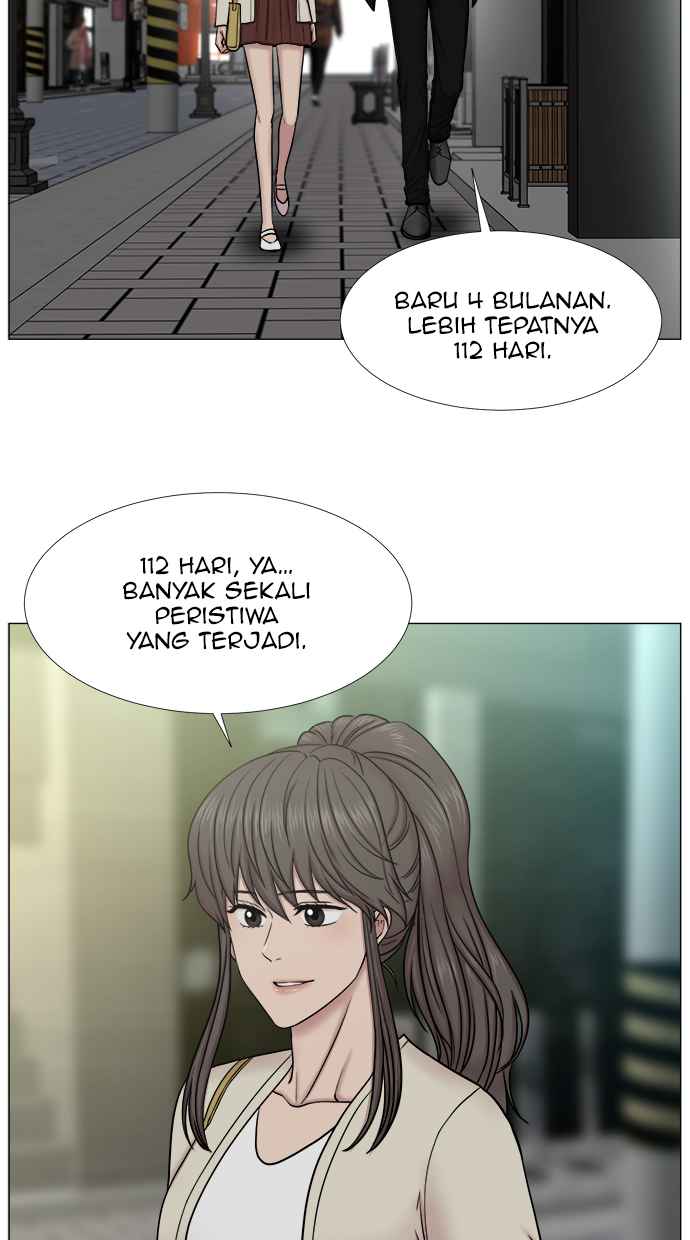 BARU 4 BULANAN.
LEBIH TEPATNYA
112 HARI.
112 HARI, YA...
BANYAK SEKALI
PERISTIWA
YANG TERJADI.